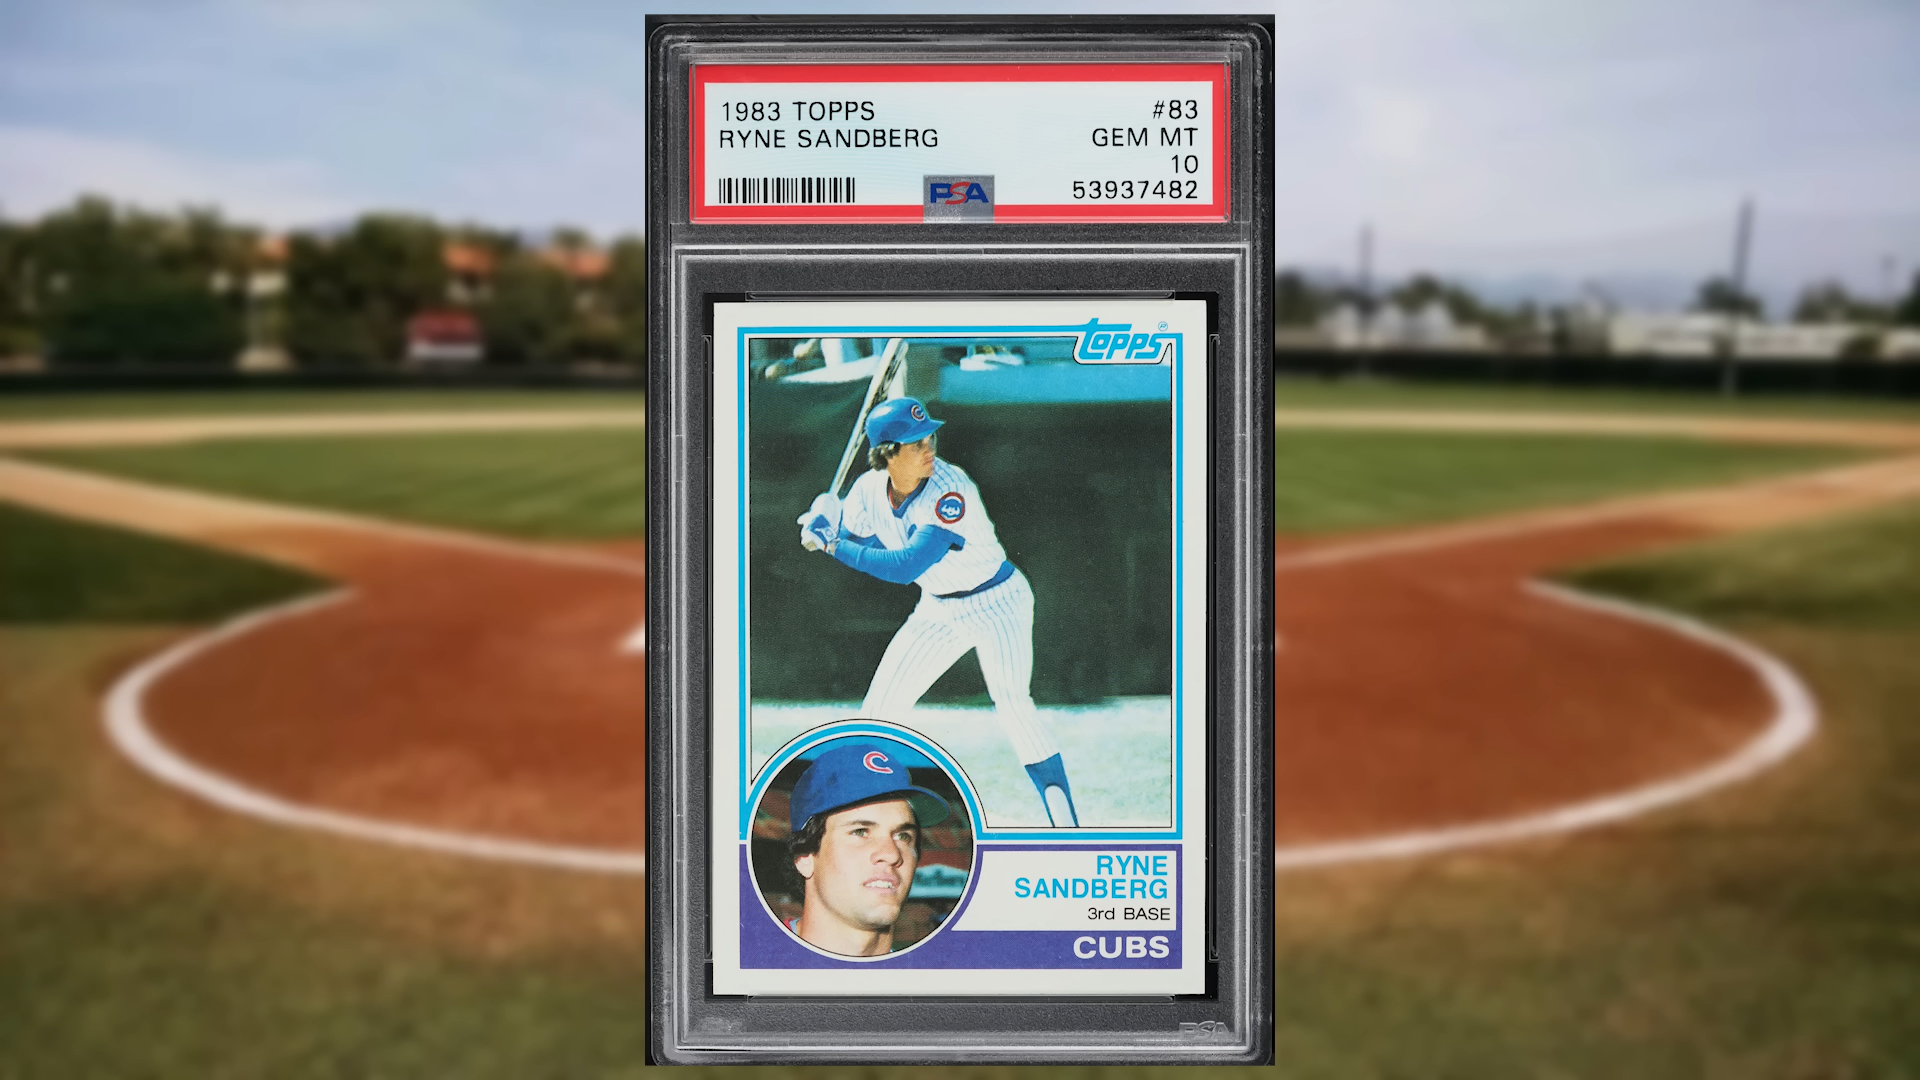 1983 TOPPS #83
RYNE SANDBERG GEM MT
10
PSA 53937482
topps
C
C
RYNE
SANDBERG
3rd BASE
CUBS
PSA